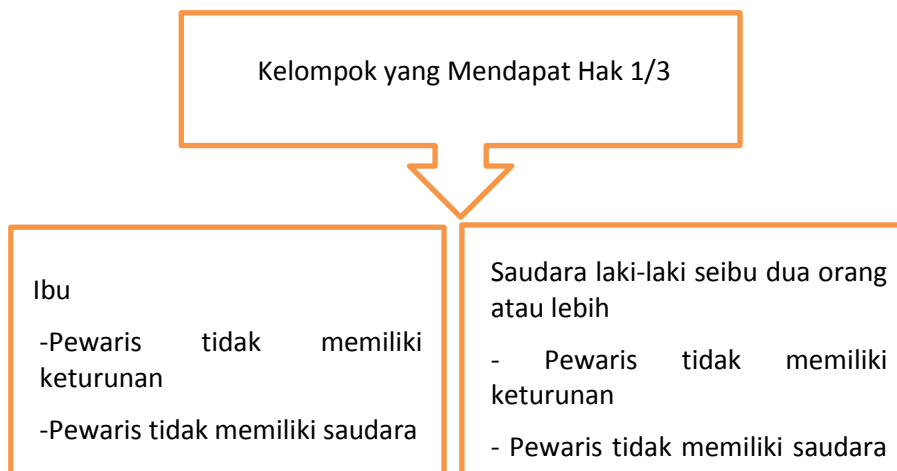 Kelompok yang Mendapat Hak 1/3
Ibu
-Pewaris tidak memiliki
keturunan
-Pewaris tidak memiliki saudara
Saudara laki-laki seibu dua orang
atau lebih
- Pewaris tidak memiliki
keturunan
- Pewaris tidak memiliki saudara